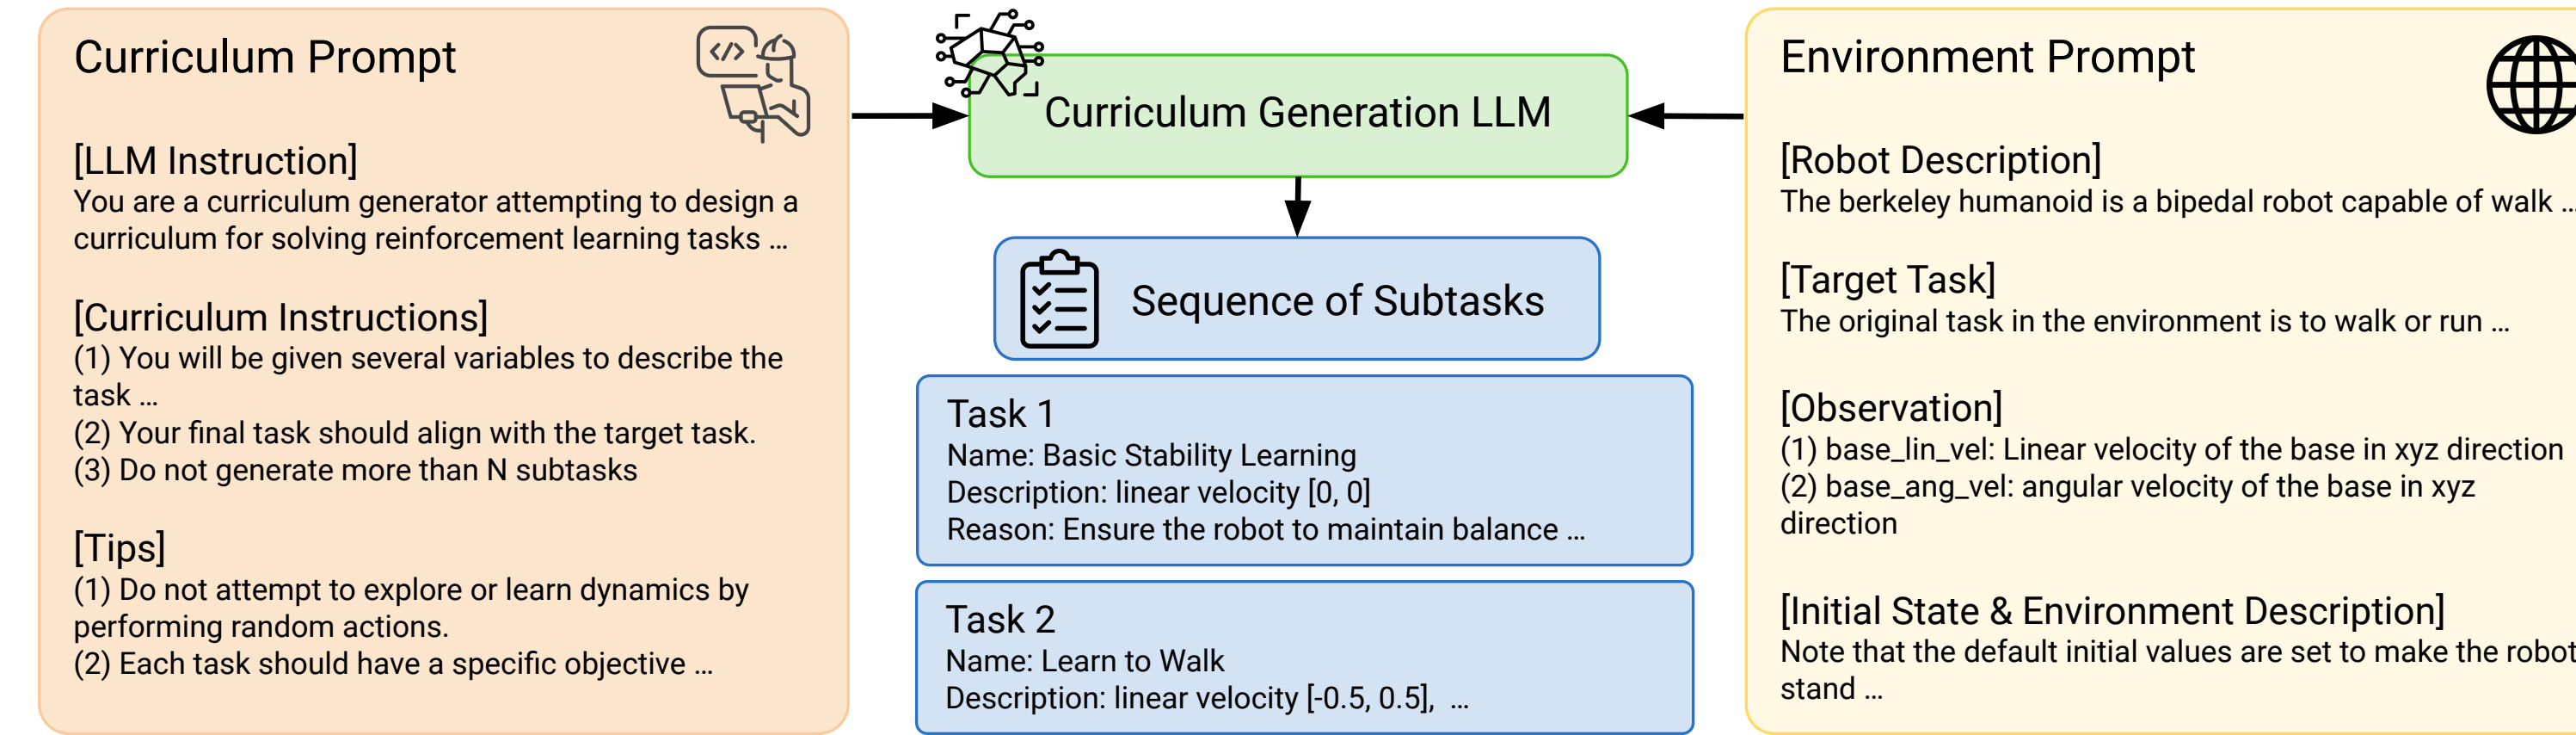 Curriculum Prompt
</>
[LLM Instruction]
You are a curriculum generator attempting to design a
curriculum for solving reinforcement learning tasks ...
[Curriculum Instructions]
(1) You will be given several variables to describe the
task ...
(2) Your final task should align with the target task.
(3) Do not generate more than N subtasks
[Tips]
(1) Do not attempt to explore or learn dynamics by
performing random actions.
(2) Each task should have a specific objective ...
Curriculum Generation LLM
Sequence of Subtasks
Task 1
Name: Basic Stability Learning
Description: linear velocity [0, 0]
Reason: Ensure the robot to maintain balance ...
Task 2
Name: Learn to Walk
Description: linear velocity [-0.5, 0.5], ...
Environment Prompt
[Robot Description]
The berkeley humanoid is a bipedal robot capable of walk ...
[Target Task]
The original task in the environment is to walk or run ...
[Observation]
(1) base_lin_vel: Linear velocity of the base in xyz direction
(2) base_ang_vel: angular velocity of the base in xyz
direction
[Initial State & Environment Description]
Note that the default initial values are set to make the robot
stand ...